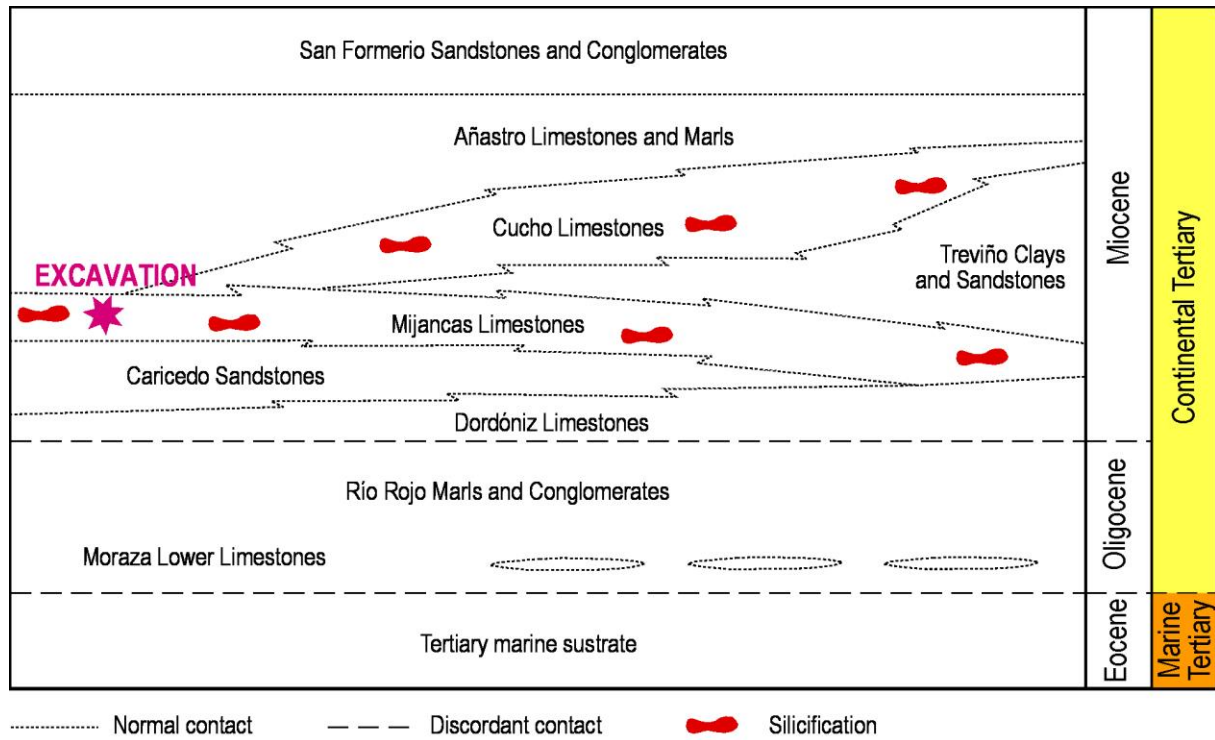 San Formerio Sandstones and Conglomerates
Añastro Limestones and Marls
Cucho Limestones
Treviño Clays
and Sandstones
EXCAVATION
Mijancas Limestones
Caricedo Sandstones
Dordóniz Limestones
Río Rojo Marls and Conglomerates
Moraza Lower Limestones
Tertiary marine sustrate
Miocene
Oligocene
Eocene
Continental Tertiary
Marine
Tertiary
Normal contact
Discordant contact
Silicification